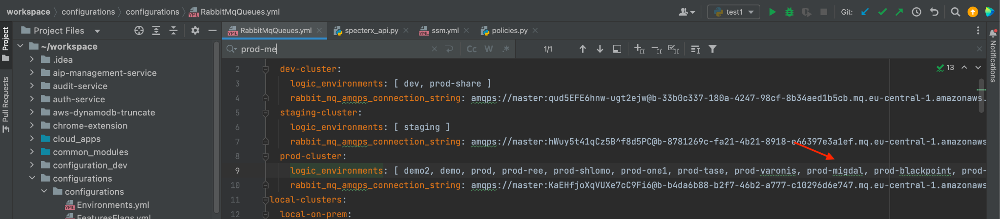 workspace configurations configurations RabbitMqQueues.yml test1 Git:
Project Files RabbitMqQueues.yml specterx_api.py ssm.yml policies.py
Project
Pull Requests
Notifications
~/workspace
.idea
aip-management-service
audit-service
auth-service
aws-dynamodb-truncate
chrome-extension
cloud_apps
common_modules
configuration_dev
configurations
configurations
Environments.yml
FeaturesFlags.yml
prod-me Cc W .* 1/1
13
2 dev-cluster:
3 logic_environments: [ dev, prod-share ]
4 rabbit_mq_amqps_connection_string: amqps://master:qud5EFE6hnw-ugt2ejw@b-33b0c337-180a-4247-98cf-8b34aed1b5cb.mq.eu-central-1.amazonaws.
5 staging-cluster:
6 logic_environments: [ staging ]
7 rabbit_mq_amqps_connection_string: amqps://master:hWuy5t41qCz5B^f8d5PC@b-8781269c-fa21-4b21-8918-e66397e3a1ef.mq.eu-central-1.amazonaws
8 prod-cluster:
9 logic_environments: [ demo2, demo, prod, prod-ree, prod-shlomo, prod-one1, prod-tase, prod-varonis, prod-migdal, prod-blackpoint, prod-
10 rabbit_mq_amqps_connection_string: amqps://master:KaEHfjoXqVUXe7cC9Fi6@b-b4da6b88-b2f7-46b2-a777-c10296d6e747.mq.eu-central-1.amazonaws
11 local-clusters:
12 local-on-prem: